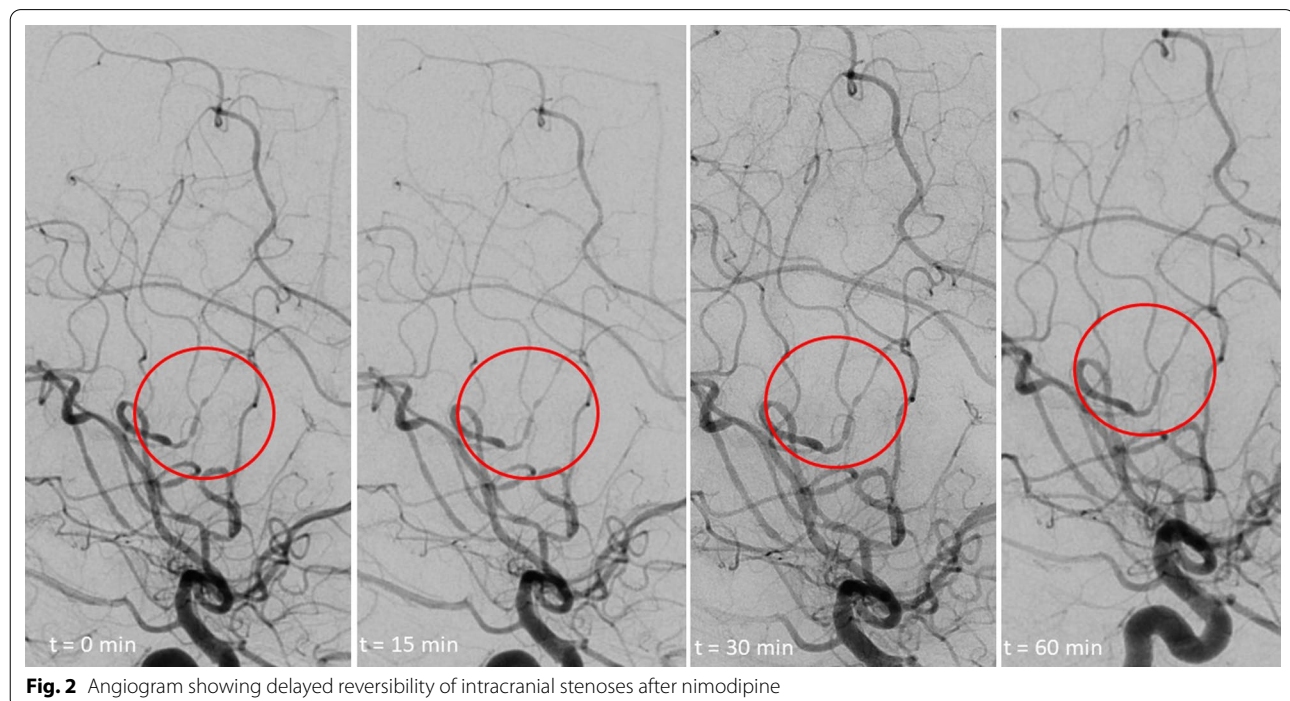 t = 0 min
t = 15 min
t = 30 min
t = 60 min
Fig. 2 Angiogram showing delayed reversibility of intracranial stenoses after nimodipine